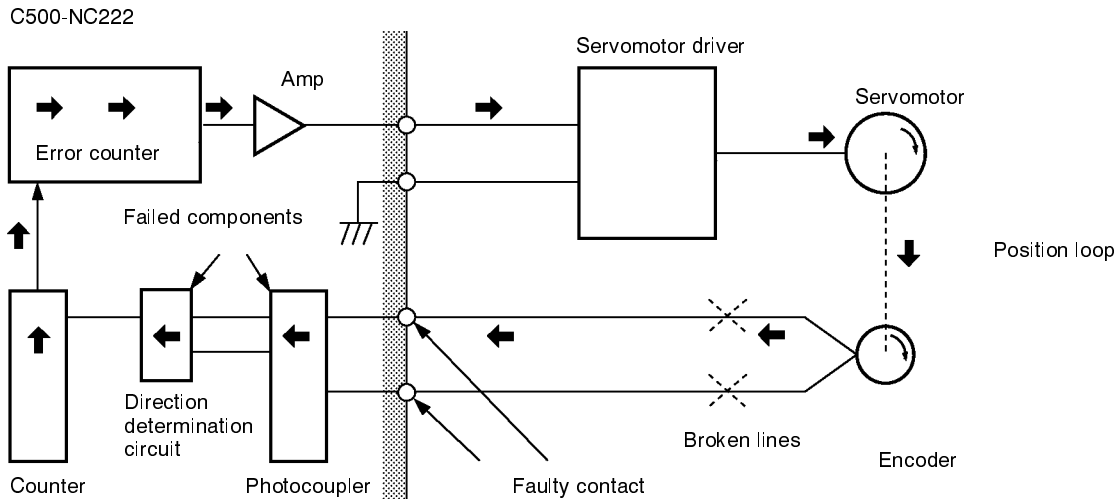 C500-NC222
Servomotor driver
Amp
Servomotor
Error counter
Failed components
Position loop
Direction
determination
circuit
Broken lines
Encoder
Counter
Photocoupler
Faulty contact